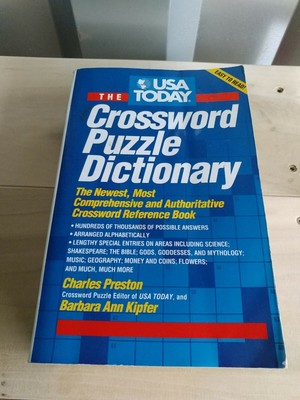 USA
TODAY.
EASY TO READ!
THE
Crossword
Puzzle
Dictionary
The Newest, Most
Comprehensive and Authoritative
Crossword Reference Book
• HUNDREDS OF THOUSANDS OF POSSIBLE ANSWERS
• ARRANGED ALPHABETICALLY
• LENGTHY SPECIAL ENTRIES ON AREAS INCLUDING SCIENCE;
SHAKESPEARE; THE BIBLE; GODS, GODDESSES, AND MYTHOLOGY;
MUSIC; GEOGRAPHY; MONEY AND COINS; FLOWERS;
AND MUCH, MUCH MORE
Charles Preston
Crossword Puzzle Editor of USA TODAY, and
Barbara Ann Kipfer